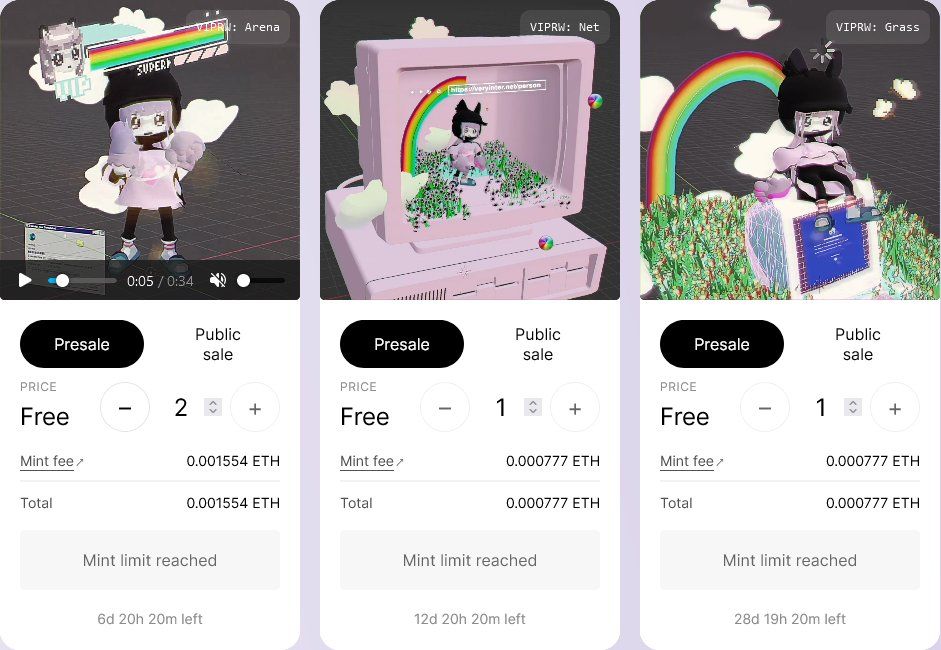 VIPRW: Arena
SUPER!
0:05 / 0:34
Presale
Public
sale
PRICE
Free
− 2 +
Mint fee↗ 0.001554 ETH
Total 0.001554 ETH
Mint limit reached
6d 20h 20m left
VIPRW: Net
https://veryinter.net/person
Presale
Public
sale
PRICE
Free
− 1 +
Mint fee↗ 0.000777 ETH
Total 0.000777 ETH
Mint limit reached
12d 20h 20m left
VIPRW: Grass
Presale
Public
sale
PRICE
Free
− 1 +
Mint fee↗ 0.000777 ETH
Total 0.000777 ETH
Mint limit reached
28d 19h 20m left